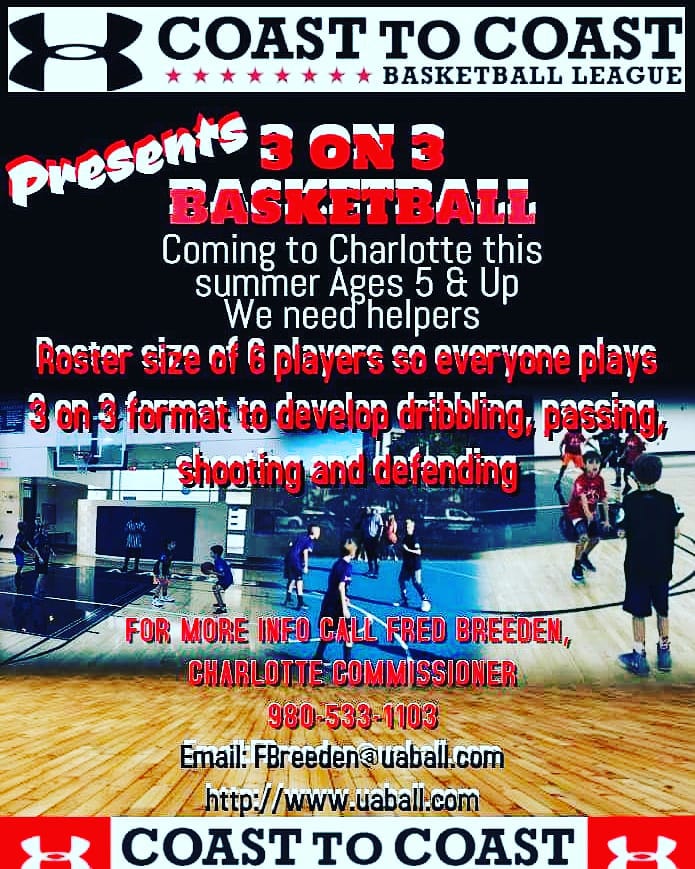 COAST TO COAST
BASKETBALL LEAGUE
Presents
3 ON 3
BASKETBALL
Coming to Charlotte this
summer Ages 5 & Up
We need helpers
Roster size of 6 players so everyone plays
3 on 3 format to develop dribbling, passing,
shooting and defending
FOR MORE INFO CALL FRED BREEDEN,
CHARLOTTE COMMISSIONER
980-533-1103
Email: FBreeden@uaball.com
http://www.uaball.com
COAST TO COAST